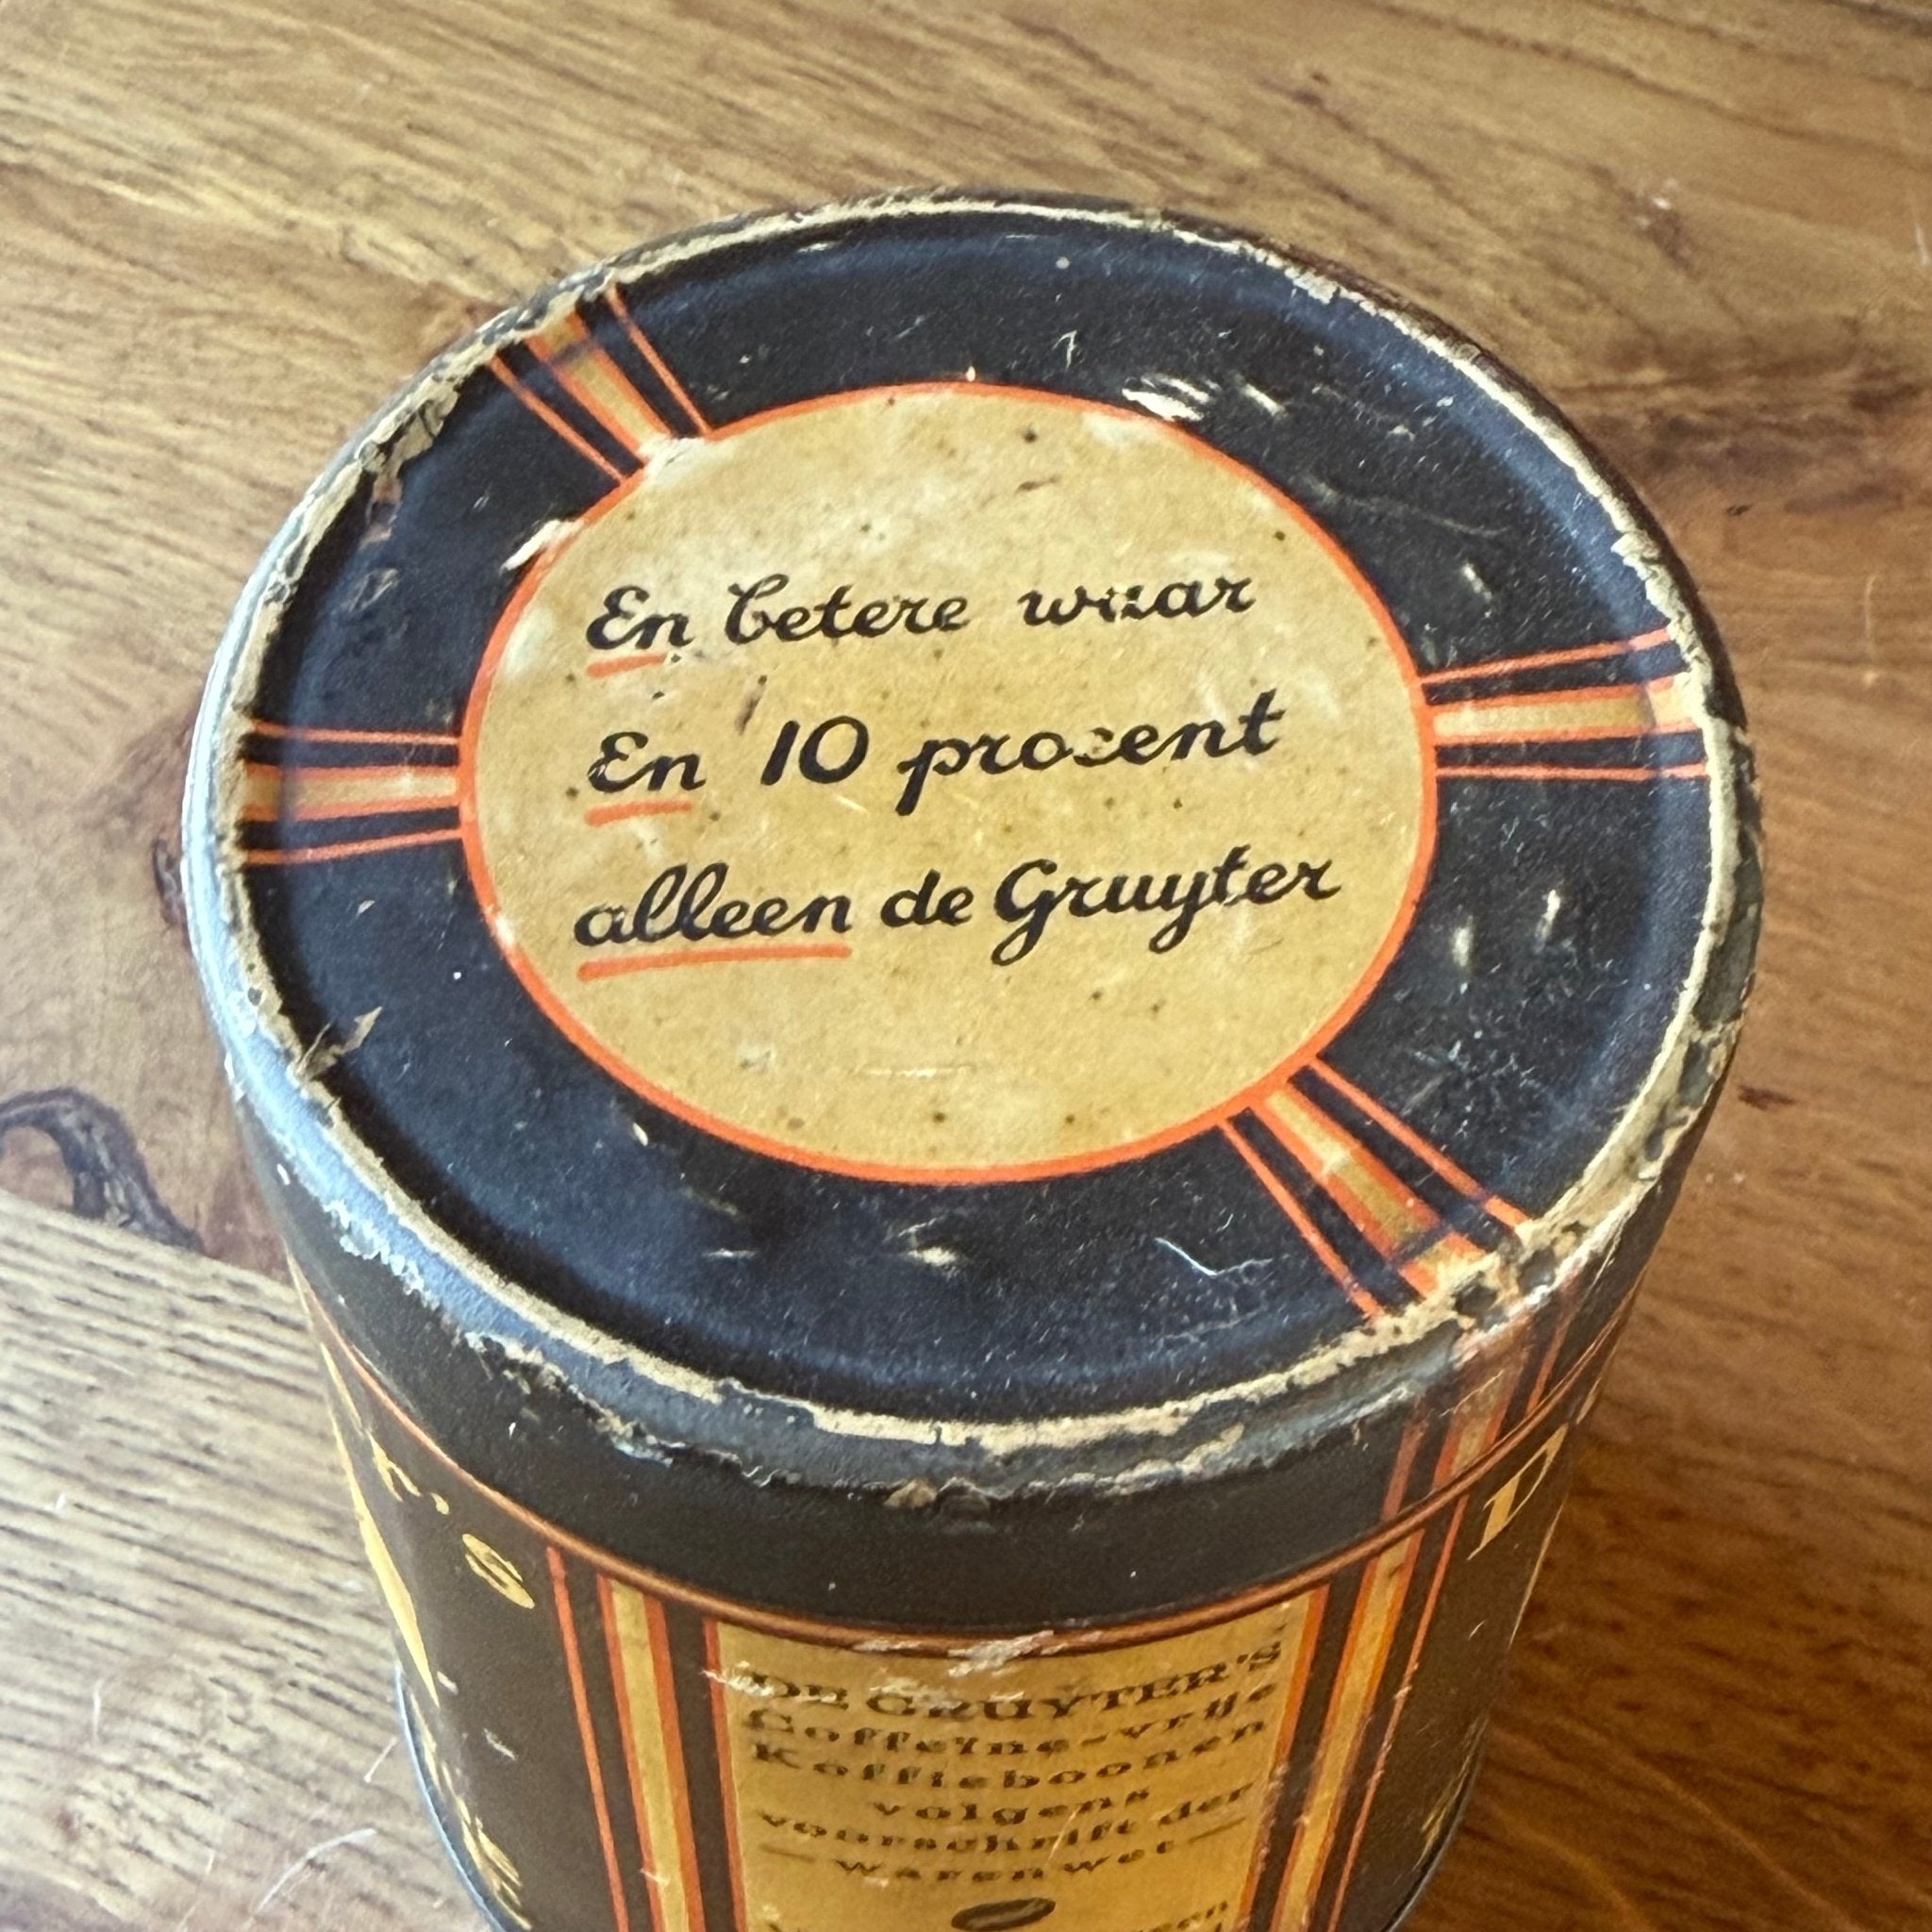 En betere waar
En 10 procent
alleen de Gruyter
DE GRUYTER'S
Coffeïne-vrije
Koffieboonen
volgens
voorschrift der
— Warenwet —